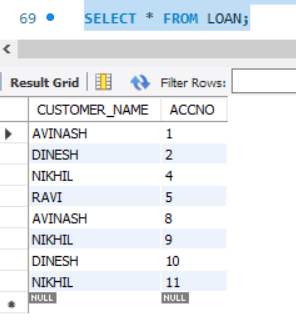 69 SELECT * FROM LOAN;
Result Grid Filter Rows:
CUSTOMER_NAME ACCNO
AVINASH 1
DINESH 2
NIKHIL 4
RAVI 5
AVINASH 8
NIKHIL 9
DINESH 10
NIKHIL 11
NULL NULL